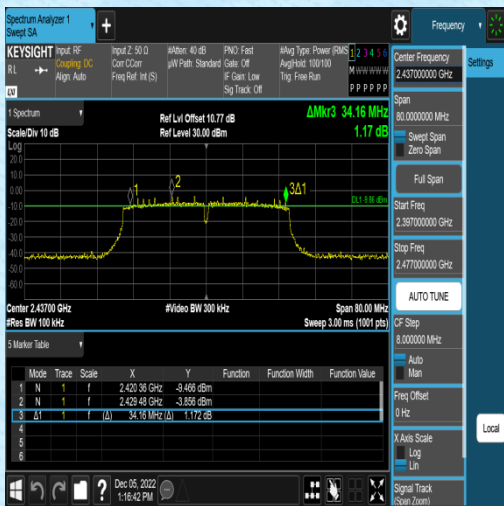 Spectrum Analyzer 1
Swept SA
Frequency
KEYSIGHT
RL
Input: RF
Coupling: DC
Align: Auto
Input Z: 50 Ω
Corr CCorr
Freq Ref: Int (S)
#Atten: 40 dB
µW Path: Standard
PNO: Fast
Gate: Off
IF Gain: Low
Sig Track: Off
#Avg Type: Power (RMS
Avg|Hold: 100/100
Trig: Free Run
1 2 3 4 5 6
M W W W W W
P P P P P P
LXI
1 Spectrum
Scale/Div 10 dB
Ref Lvl Offset 10.77 dB
Ref Level 30.00 dBm
ΔMkr3 34.16 MHz
1.17 dB
Log
20.0
10.0
0.00
-10.0
-20.0
-30.0
-40.0
-50.0
-60.0
1
2
3Δ1
DL1 -9.86 dBm
Center 2.43700 GHz
#Res BW 100 kHz
#Video BW 300 kHz
Span 80.00 MHz
Sweep 3.00 ms (1001 pts)
5 Marker Table
Mode Trace Scale X Y Function Function Width Function Value
1 N 1 f 2.420 36 GHz -9.466 dBm
2 N 1 f 2.429 48 GHz -3.856 dBm
3 Δ1 1 f (Δ) 34.16 MHz (Δ) 1.172 dB
4
5
6
Dec 05, 2022
1:16:42 PM
Center Frequency
2.437000000 GHz
Settings
Span
80.0000000 MHz
Swept Span
Zero Span
Full Span
Start Freq
2.397000000 GHz
Stop Freq
2.477000000 GHz
AUTO TUNE
CF Step
8.000000 MHz
Auto
Man
Freq Offset
0 Hz
X Axis Scale
Log
Lin
Local
Signal Track
(Span Zoom)